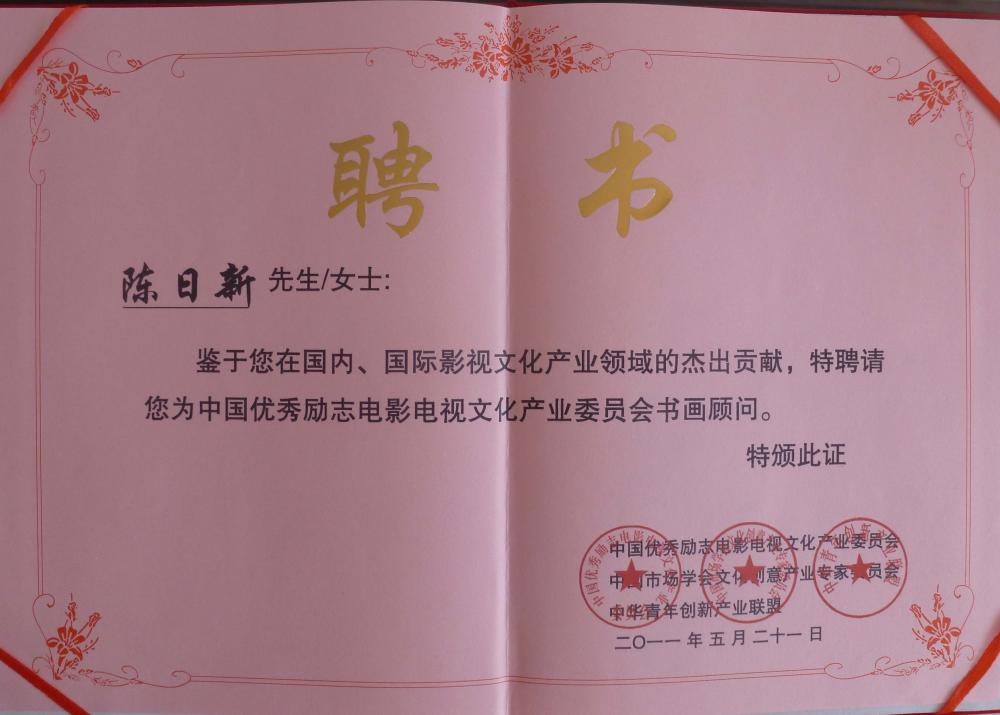 聘书
陈日新 先生/女士:
鉴于您在国内、国际影视文化产业领域的杰出贡献，特聘请
您为中国优秀励志电影电视文化产业委员会书画顾问。
特颁此证
中国优秀励志电影电视文化产业委员会
中国市场学会文化创意产业专家委员会
中华青年创新产业联盟
二〇一一年五月二十一日